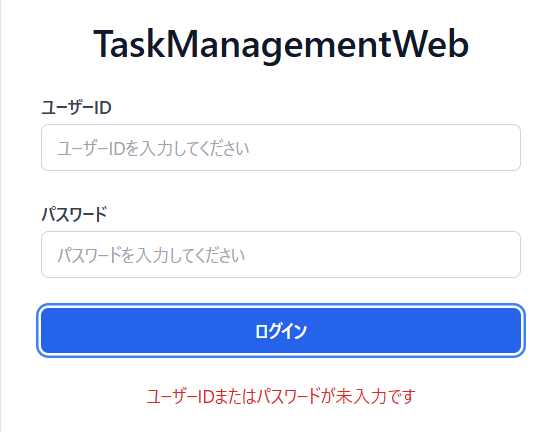 TaskManagementWeb
ユーザーID
ユーザーIDを入力してください
パスワード
パスワードを入力してください
ログイン
ユーザーIDまたはパスワードが未入力です